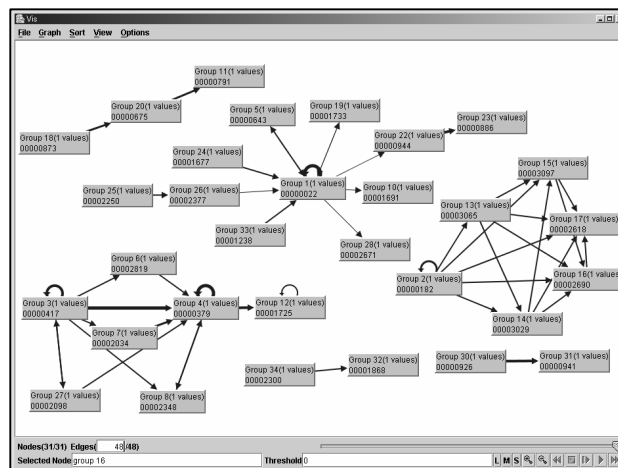 Vis
File Graph Sort View Options
Group 11(1 values)
00000791
Group 20(1 values)
00000675
Group 18(1 values)
00000873
Group 5(1 values)
00000643
Group 19(1 values)
00001733
Group 23(1 values)
00000886
Group 22(1 values)
00000944
Group 24(1 values)
00001677
Group 25(1 values)
00002250
Group 26(1 values)
00002377
Group 1(1 values)
00000022
Group 10(1 values)
00001691
Group 33(1 values)
00001238
Group 28(1 values)
00002671
Group 15(1 values)
00003097
Group 13(1 values)
00003065
Group 17(1 values)
00002618
Group 2(1 values)
00000182
Group 16(1 values)
00002690
Group 14(1 values)
00003029
Group 6(1 values)
00002819
Group 3(1 values)
00000417
Group 4(1 values)
00000379
Group 12(1 values)
00001725
Group 7(1 values)
00002034
Group 27(1 values)
00002098
Group 8(1 values)
00002348
Group 34(1 values)
00002300
Group 32(1 values)
00001868
Group 30(1 values)
00000926
Group 31(1 values)
00000941
Nodes(31/31) Edges( 48 /48)
Selected Node group 16 Threshold 0 L M S